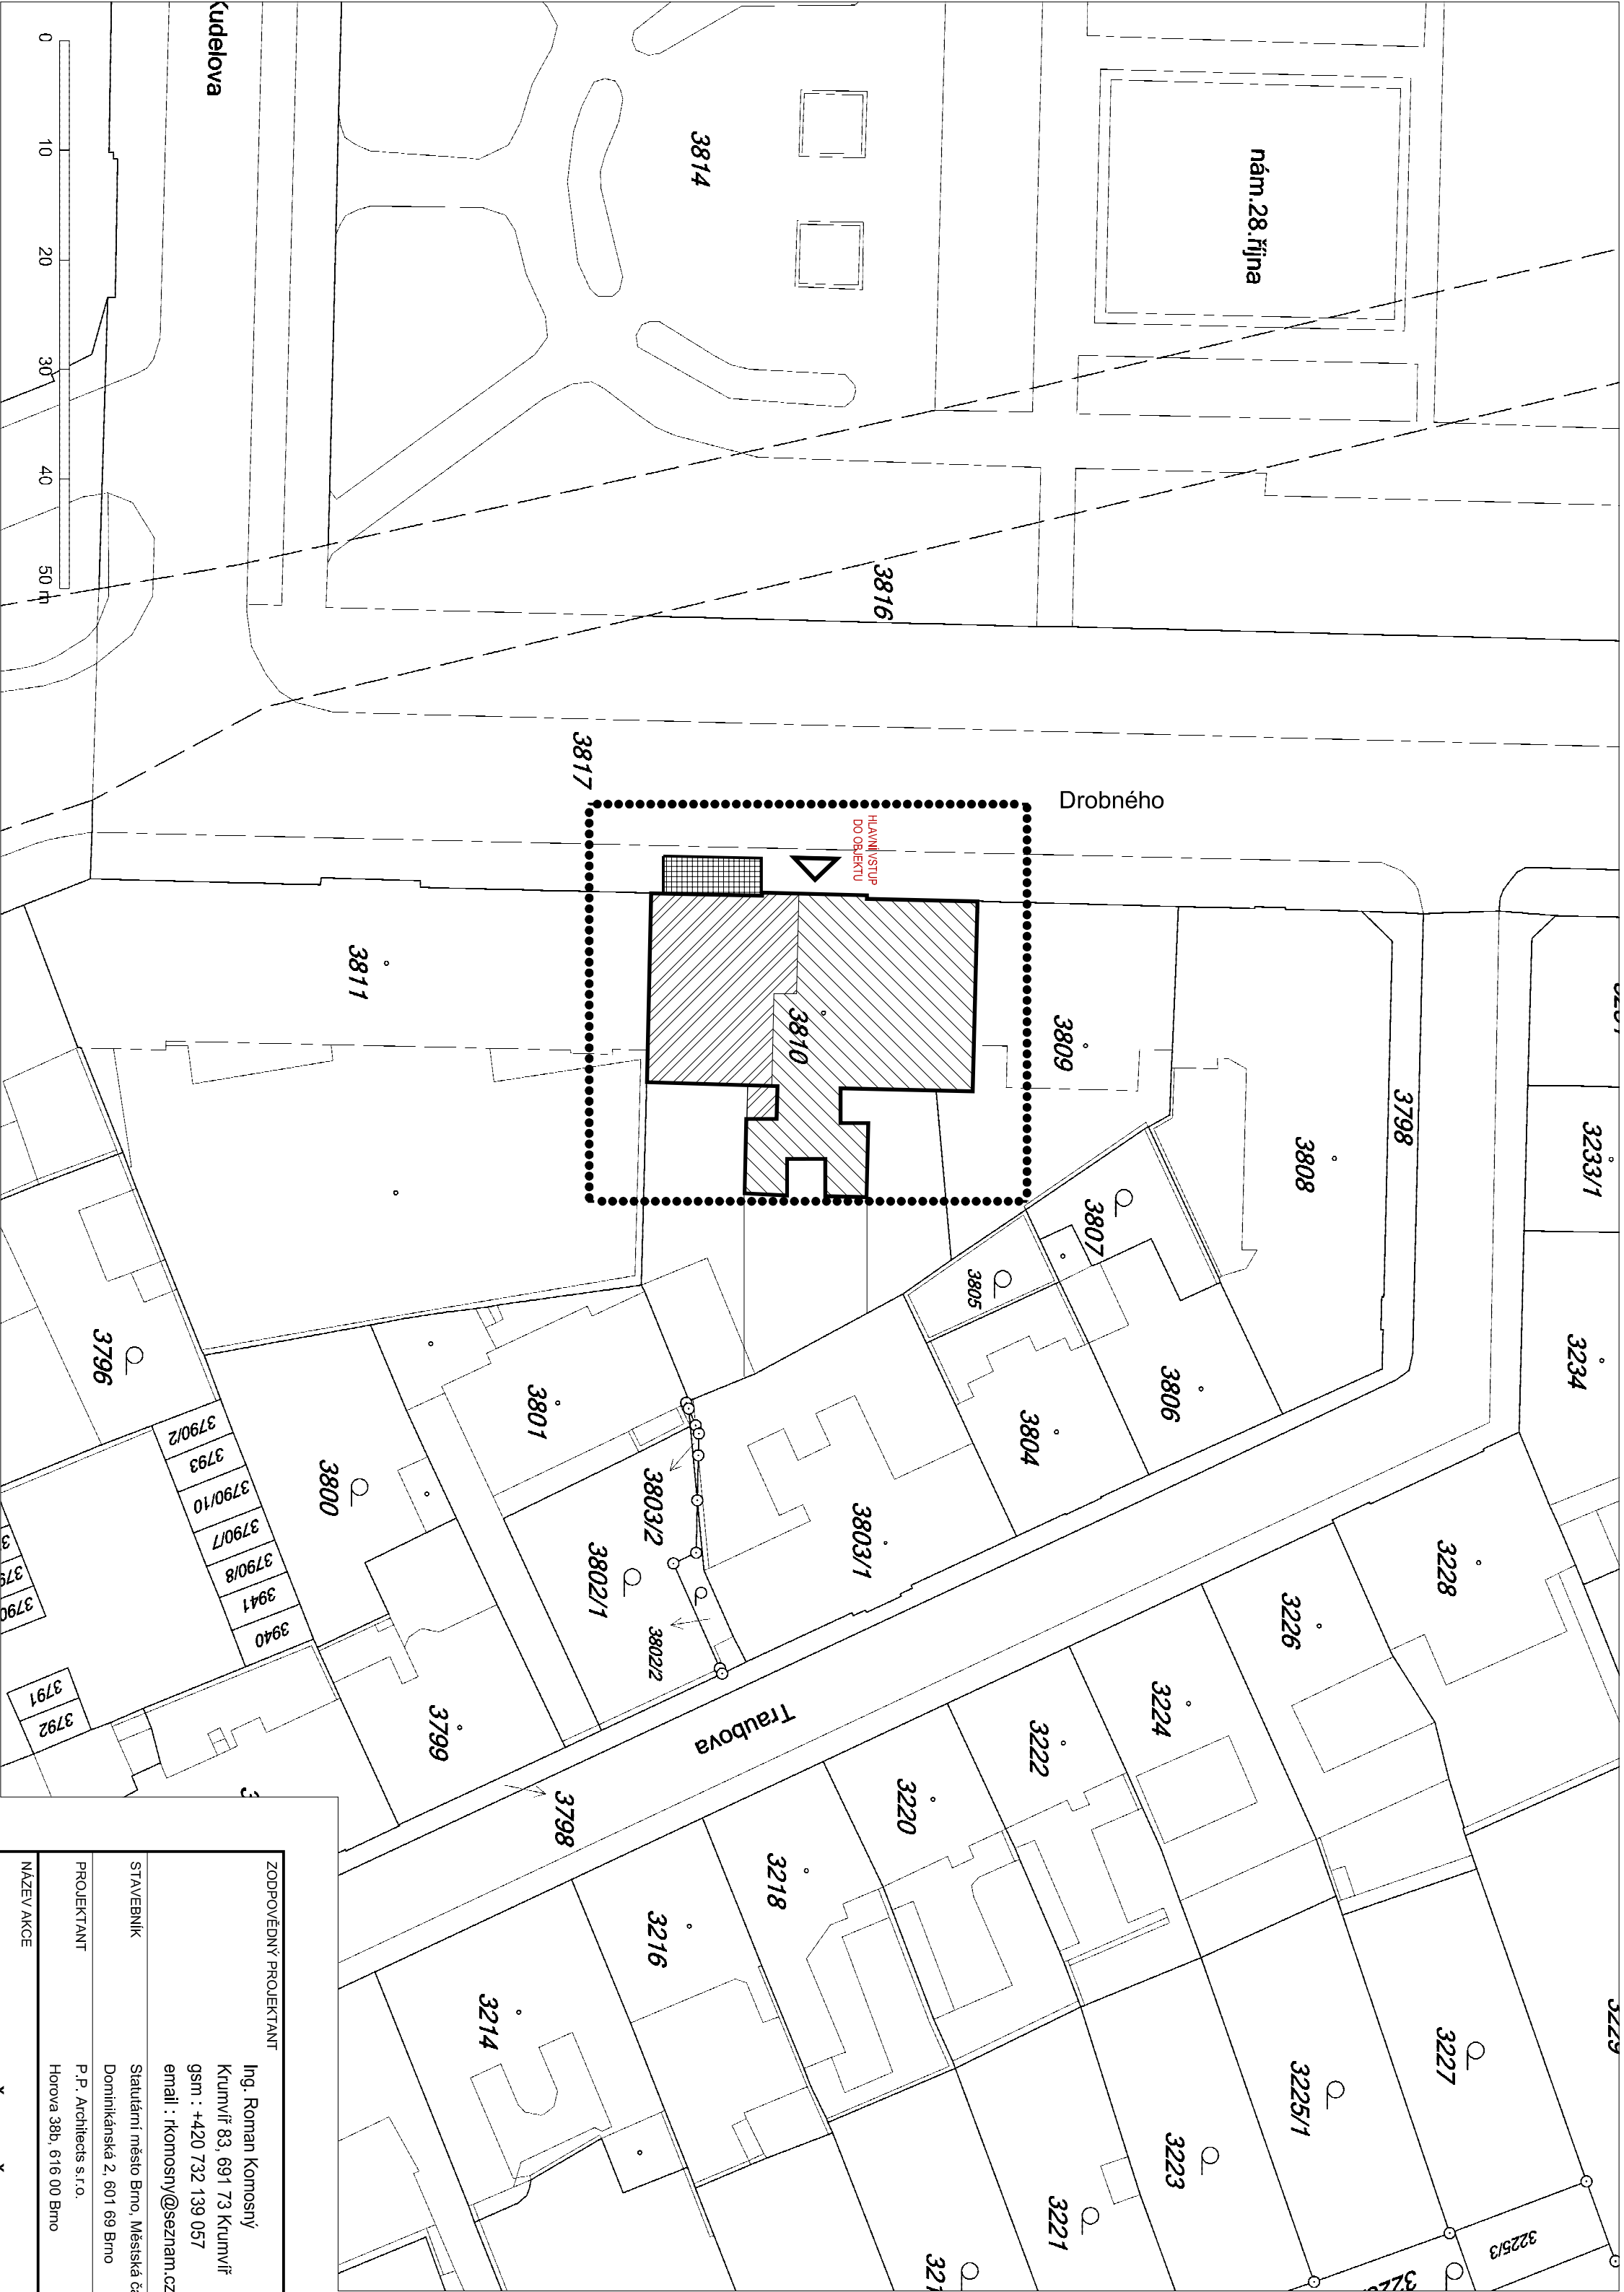 Kudelova
0
10
20
30
40
50 m
3814
nám.28.října
3816
3817
Drobného
HLAVNÍ VSTUP
DO OBJEKTU
3811
3810
3809
3798
3808
3233/1
3807
3805
3234
3796
3801
3806
3804
3790/2
3793
3790/10
3790/7
3790/8
3941
3940
3800
3803/2
3803/1
3802/1
3802/2
3228
3226
3791
3792
3799
Traubova
3224
3222
3798
3220
3218
3216
3214
3227
3225/1
3223
3221
3225/3
ZODPOVĚDNÝ PROJEKTANT
Ing. Roman Komosný
Krumvíř 83, 691 73 Krumvíř
gsm : +420 732 139 057
email : rkomosny@seznam.cz
STAVEBNÍK
Statutární město Brno, Městská č
Dominikánská 2, 601 69 Brno
PROJEKTANT
P.P. Architects s.r.o.
Horova 38b, 616 00 Brno
NÁZEV AKCE